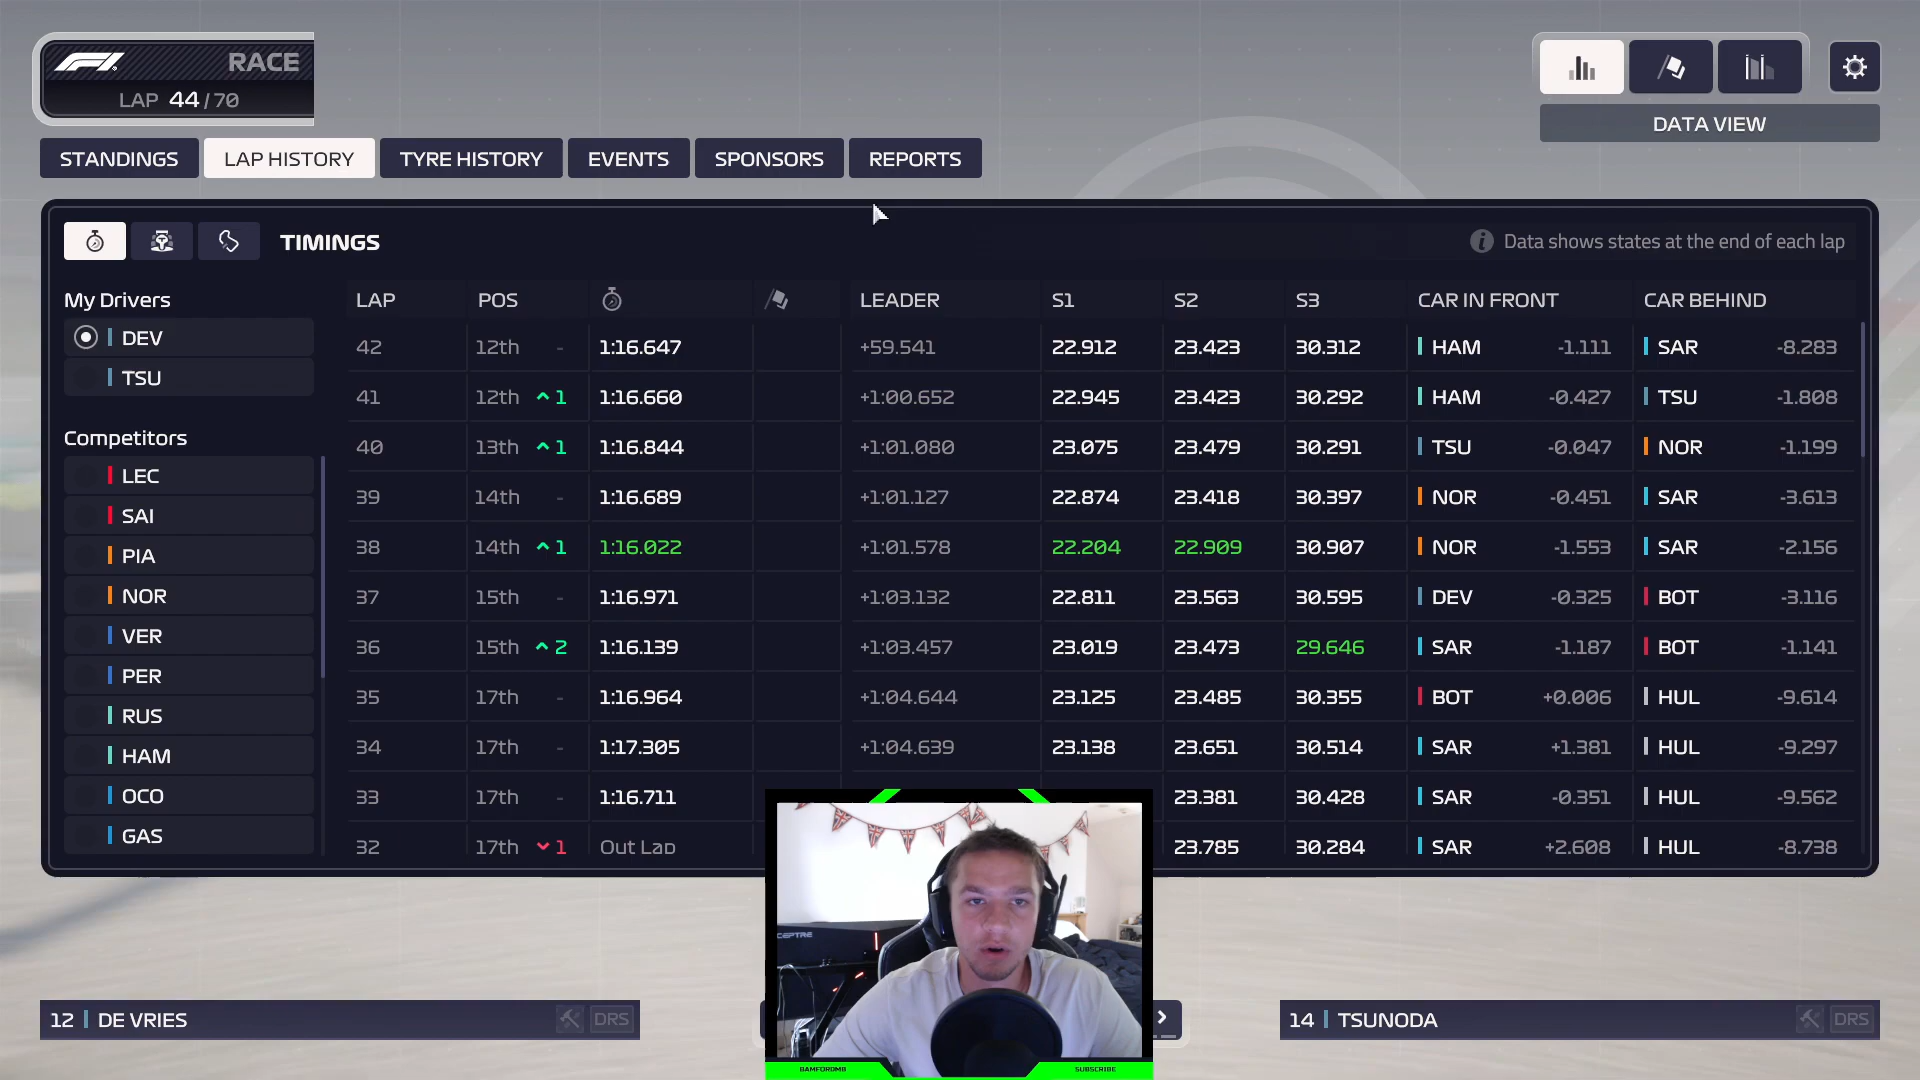 RACE
LAP 44/70
DATA VIEW
STANDINGS LAP HISTORY TYRE HISTORY EVENTS SPONSORS REPORTS
TIMINGS
Data shows states at the end of each lap
My Drivers
DEV
TSU
Competitors
LEC
SAI
PIA
NOR
VER
PER
RUS
HAM
OCO
GAS
LAP POS LEADER S1 S2 S3 CAR IN FRONT CAR BEHIND
42 12th - 1:16.647 +59.541 22.912 23.423 30.312 HAM -1.111 SAR -8.283
41 12th 1 1:16.660 +1:00.652 22.945 23.423 30.292 HAM -0.427 TSU -1.808
40 13th 1 1:16.844 +1:01.080 23.075 23.479 30.291 TSU -0.047 NOR -1.199
39 14th - 1:16.689 +1:01.127 22.874 23.418 30.397 NOR -0.451 SAR -3.613
38 14th 1 1:16.022 +1:01.578 22.204 22.909 30.907 NOR -1.553 SAR -2.156
37 15th - 1:16.971 +1:03.132 22.811 23.563 30.595 DEV -0.325 BOT -3.116
36 15th 2 1:16.139 +1:03.457 23.019 23.473 29.646 SAR -1.187 BOT -1.141
35 17th - 1:16.964 +1:04.644 23.125 23.485 30.355 BOT +0.006 HUL -9.614
34 17th - 1:17.305 +1:04.639 23.138 23.651 30.514 SAR +1.381 HUL -9.297
33 17th - 1:16.711 23.381 30.428 SAR -0.351 HUL -9.562
32 17th 1 Out Lap 23.785 30.284 SAR +2.608 HUL -8.738
CEPTRE
12 DE VRIES DRS
14 TSUNODA DRS
BAMFORDMB SUBSCRIBE